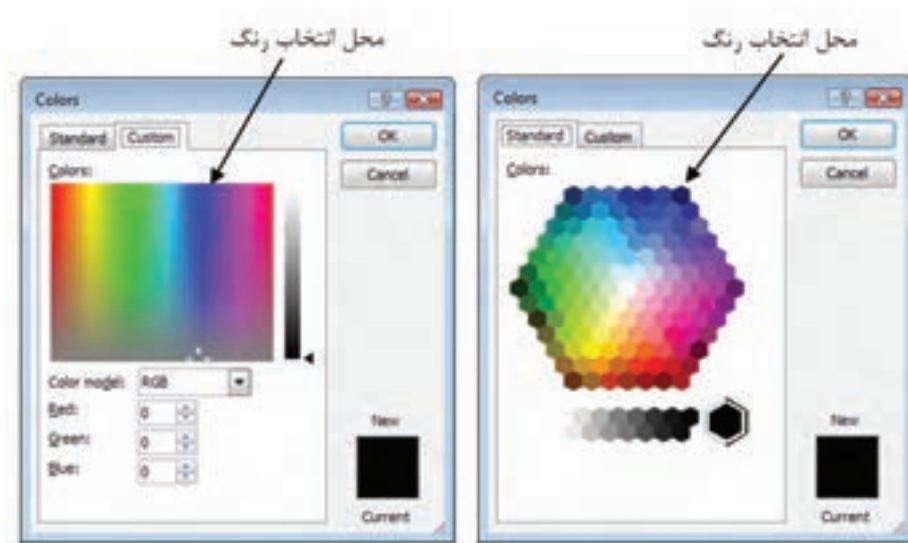 محل انتخاب رنگ
Colors
Standard
Custom
Colors:
Color model:
RGB
Red:
0
Green:
0
Blue:
0
OK
Cancel
New
Current
محل انتخاب رنگ
Colors
Standard
Custom
Colors:
OK
Cancel
New
Current